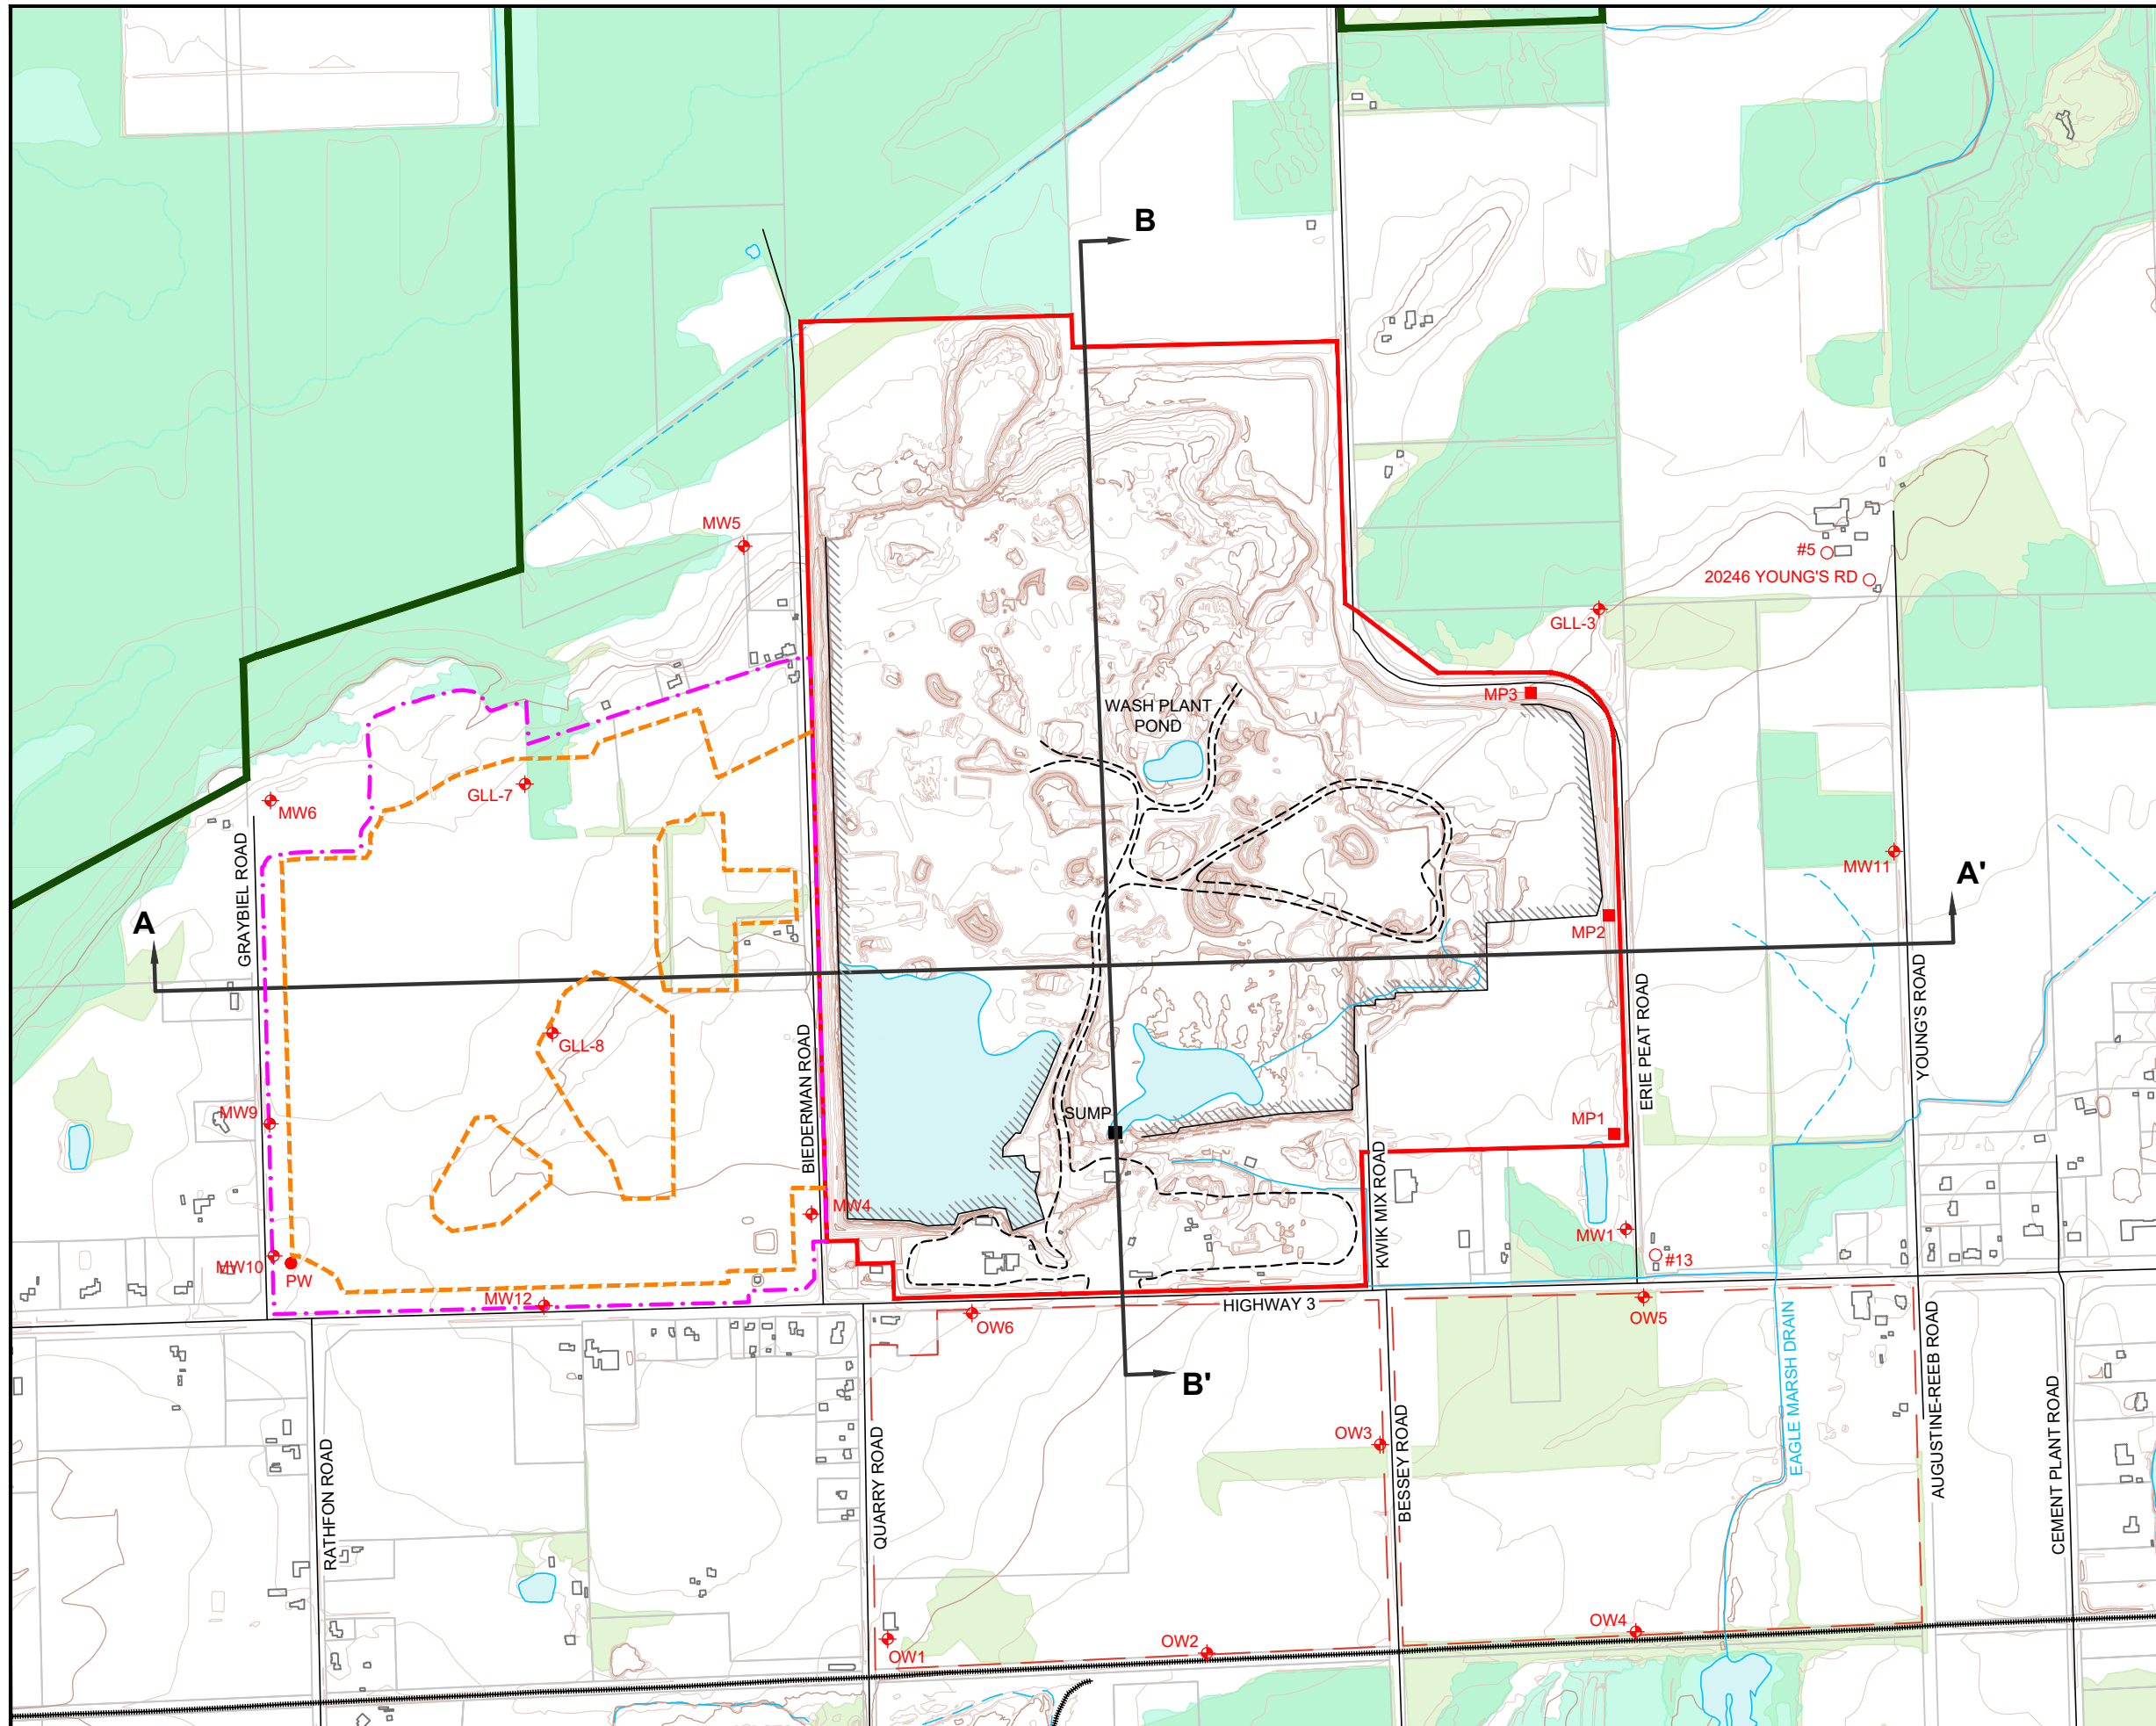 B
MW5
#5
20246 YOUNG'S RD
GLL-3
MP3
WASH PLANT
POND
GLL-7
MW6
GRAYBIEL ROAD
MW11
A'
A
MP2
YOUNG'S ROAD
ERIE PEAT ROAD
GLL-8
BIEDERMAN ROAD
MW9
SUMP
MP1
KWIK MIX ROAD
MW4
MW1
#13
MW10
PW
MW12
HIGHWAY 3
OW6
OW5
EAGLE MARSH DRAIN
AUGUSTINE-REEB ROAD
B'
CEMENT PLANT ROAD
OW3
BESSEY ROAD
QUARRY ROAD
RATHFON ROAD
OW4
OW2
OW1